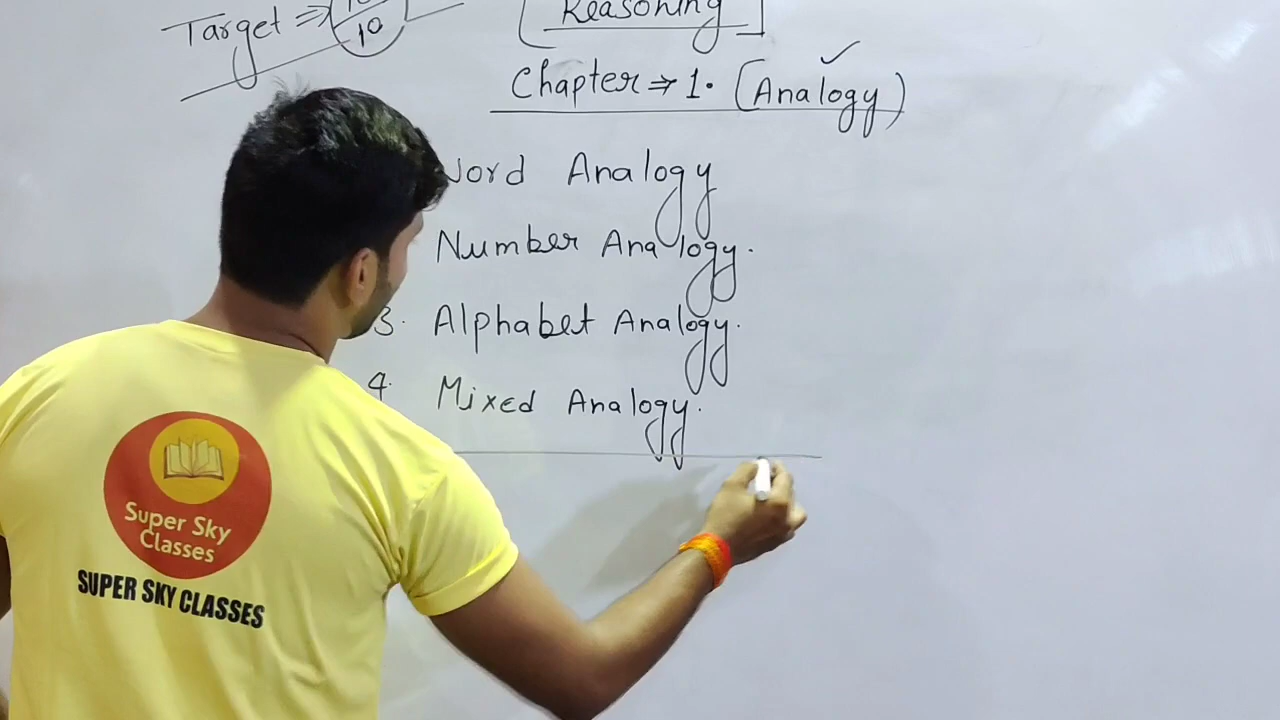 Target ⇒ 10
[Reasoning]
Chapter ⇒ 1. (Analogy) ✓
Word Analogy
Number Analogy.
3. Alphabet Analogy.
4. Mixed Analogy.
Super Sky
Classes
SUPER SKY CLASSES